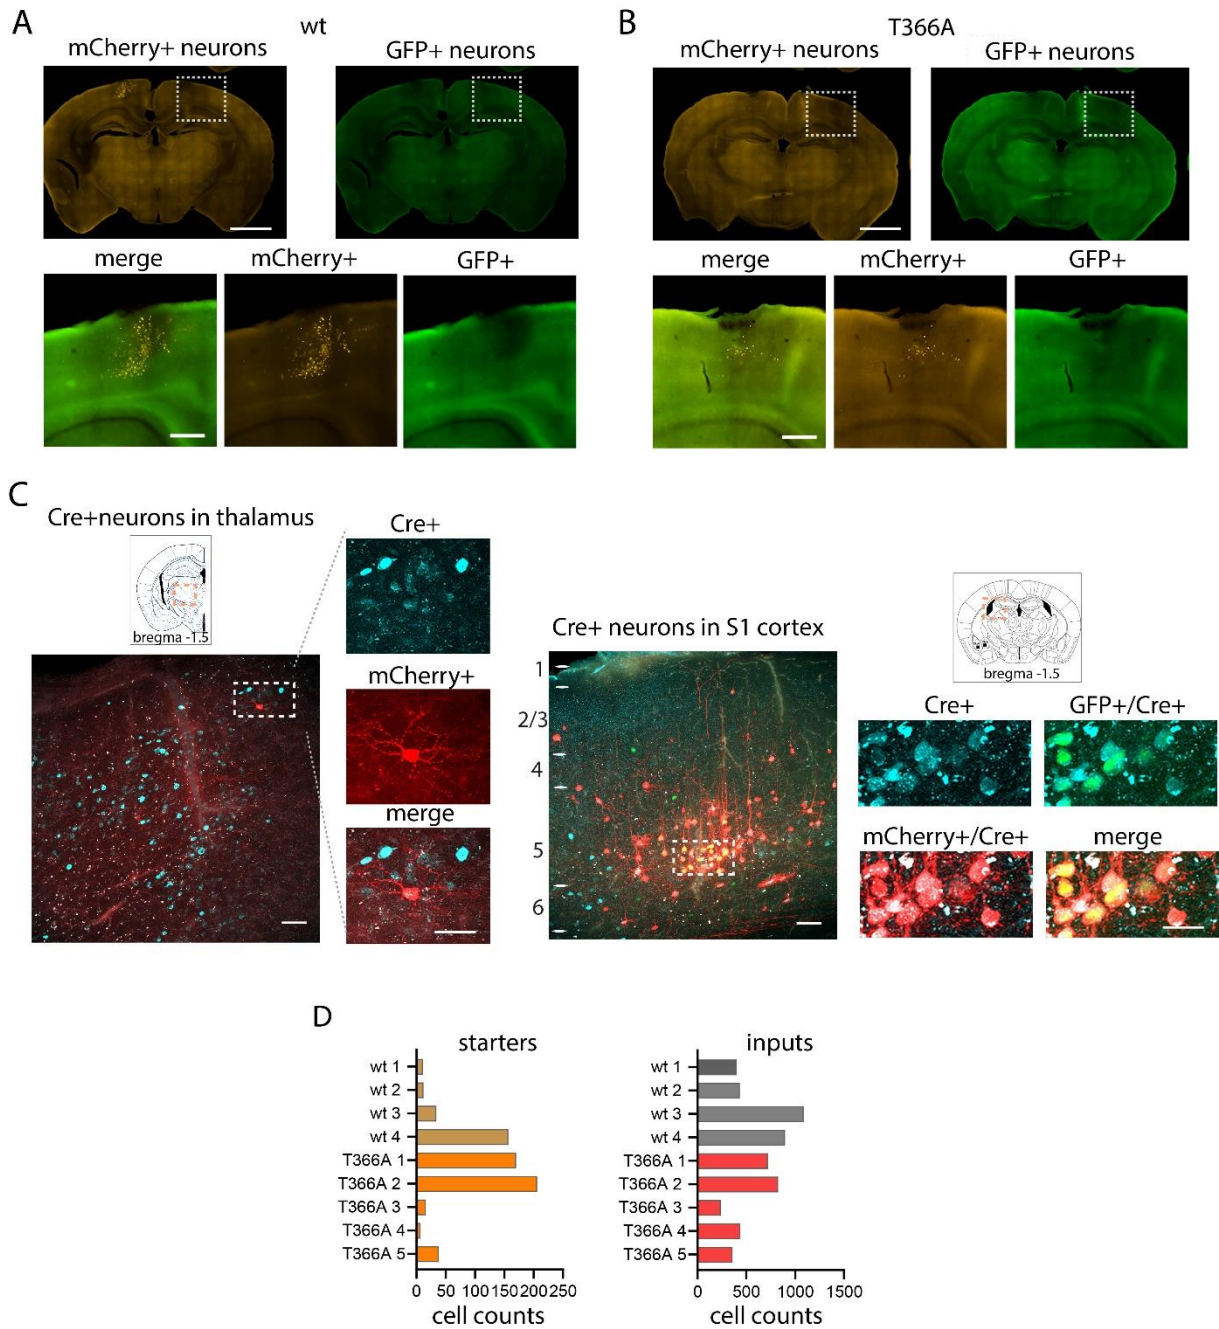 A
wt
mCherry+ neurons
GFP+ neurons
merge
mCherry+
GFP+
B
T366A
mCherry+ neurons
GFP+ neurons
merge
mCherry+
GFP+
C
Cre+neurons in thalamus
bregma -1.5
Cre+
mCherry+
merge
Cre+ neurons in S1 cortex
1
2/3
4
5
6
bregma -1.5
Cre+
GFP+/Cre+
mCherry+/Cre+
merge
D
starters
wt 1
wt 2
wt 3
wt 4
T366A 1
T366A 2
T366A 3
T366A 4
T366A 5
0 50 100 150 200 250
cell counts
inputs
wt 1
wt 2
wt 3
wt 4
T366A 1
T366A 2
T366A 3
T366A 4
T366A 5
0 500 1000 1500
cell counts